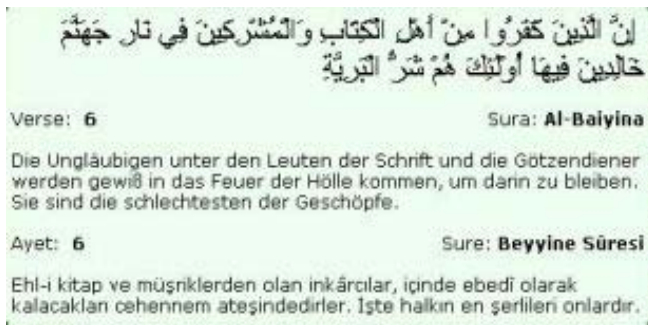 إِنَّ الَّذِينَ كَفَرُوا مِنْ أَهْلِ الْكِتَابِ وَالْمُشْرِكِينَ فِي نَارِ جَهَنَّمَ
خَالِدِينَ فِيهَا أُولَئِكَ هُمْ شَرُّ الْبَرِيَّةِ
Verse: 6 Sura: Al-Baiyina
Die Ungläubigen unter den Leuten der Schrift und die Götzendiener
werden gewiß in das Feuer der Hölle kommen, um darin zu bleiben.
Sie sind die schlechtesten der Geschöpfe.
Ayet: 6 Sure: Beyyine Sûresi
Ehl-i kitap ve müşriklerden olan inkârcılar, içinde ebedî olarak
kalacakları cehennem ateşindedirler. İşte halkın en şerlileri onlardır.